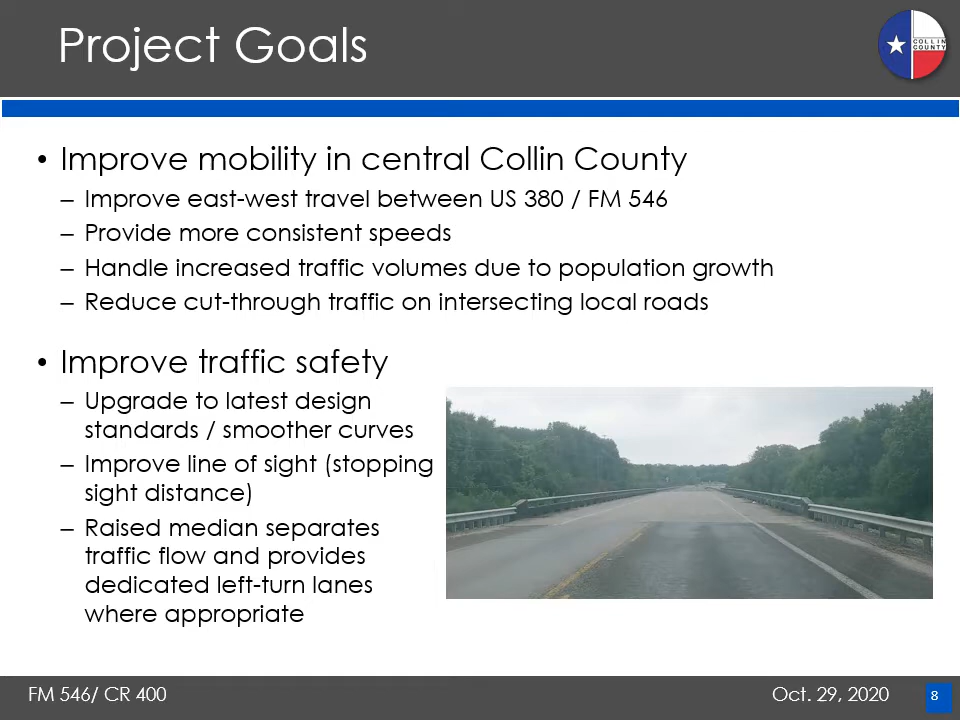 Project Goals
COLLIN
COUNTY
• Improve mobility in central Collin County
– Improve east-west travel between US 380 / FM 546
– Provide more consistent speeds
– Handle increased traffic volumes due to population growth
– Reduce cut-through traffic on intersecting local roads
• Improve traffic safety
– Upgrade to latest design
standards / smoother curves
– Improve line of sight (stopping
sight distance)
– Raised median separates
traffic flow and provides
dedicated left-turn lanes
where appropriate
FM 546/ CR 400
Oct. 29, 2020
8